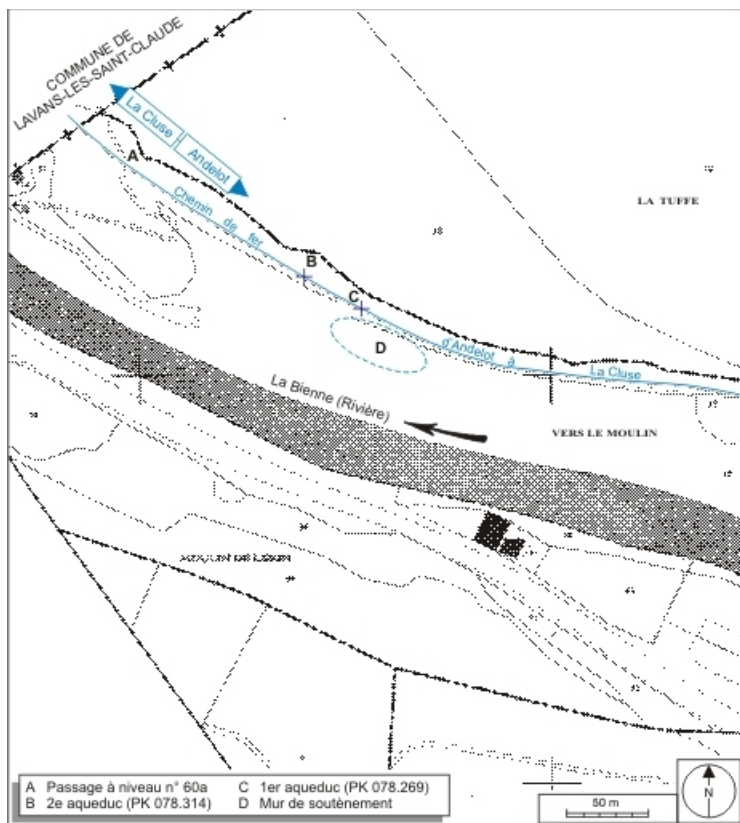 COMMUNE DE
LAVANS-LES-SAINT-CLAUDE
La Cluse
Andelot
A
LA TUFFE
Chemin de fer
B
C
D
d'Andelot à La Cluse
La Bienne (Rivière)
VERS LE MOULIN
A Passage à niveau n° 60a
B 2e aqueduc (PK 078.314)
C 1er aqueduc (PK 078.269)
D Mur de soutènement
50 m
N